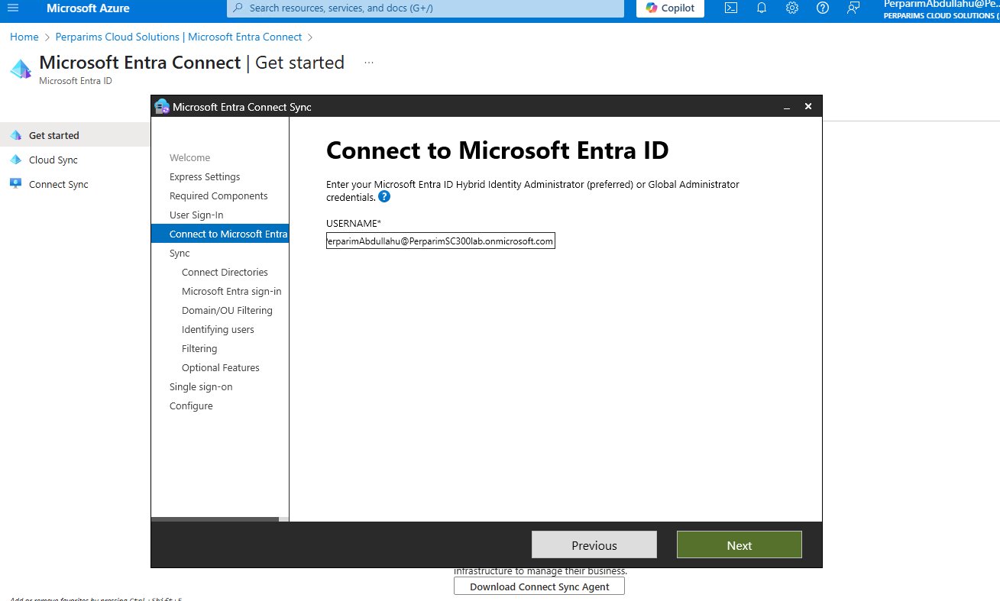 Microsoft Azure
Search resources, services, and docs (G+/)
Copilot
PerparimAbdullahu@Pe...
PERPARIMS CLOUD SOLUTIONS (
Home > Perparims Cloud Solutions | Microsoft Entra Connect >
Microsoft Entra Connect | Get started ...
Microsoft Entra ID
Get started
Cloud Sync
Connect Sync
Microsoft Entra Connect Sync
Welcome
Express Settings
Required Components
User Sign-In
Connect to Microsoft Entra
Sync
Connect Directories
Microsoft Entra sign-in
Domain/OU Filtering
Identifying users
Filtering
Optional Features
Single sign-on
Configure
Connect to Microsoft Entra ID
Enter your Microsoft Entra ID Hybrid Identity Administrator (preferred) or Global Administrator
credentials. ?
USERNAME*
PerparimAbdullahu@PerparimSC300lab.onmicrosoft.com
Previous
Next
infrastructure to manage their business.
Download Connect Sync Agent
Add or remove favorites by pressing Ctrl+Shift+F